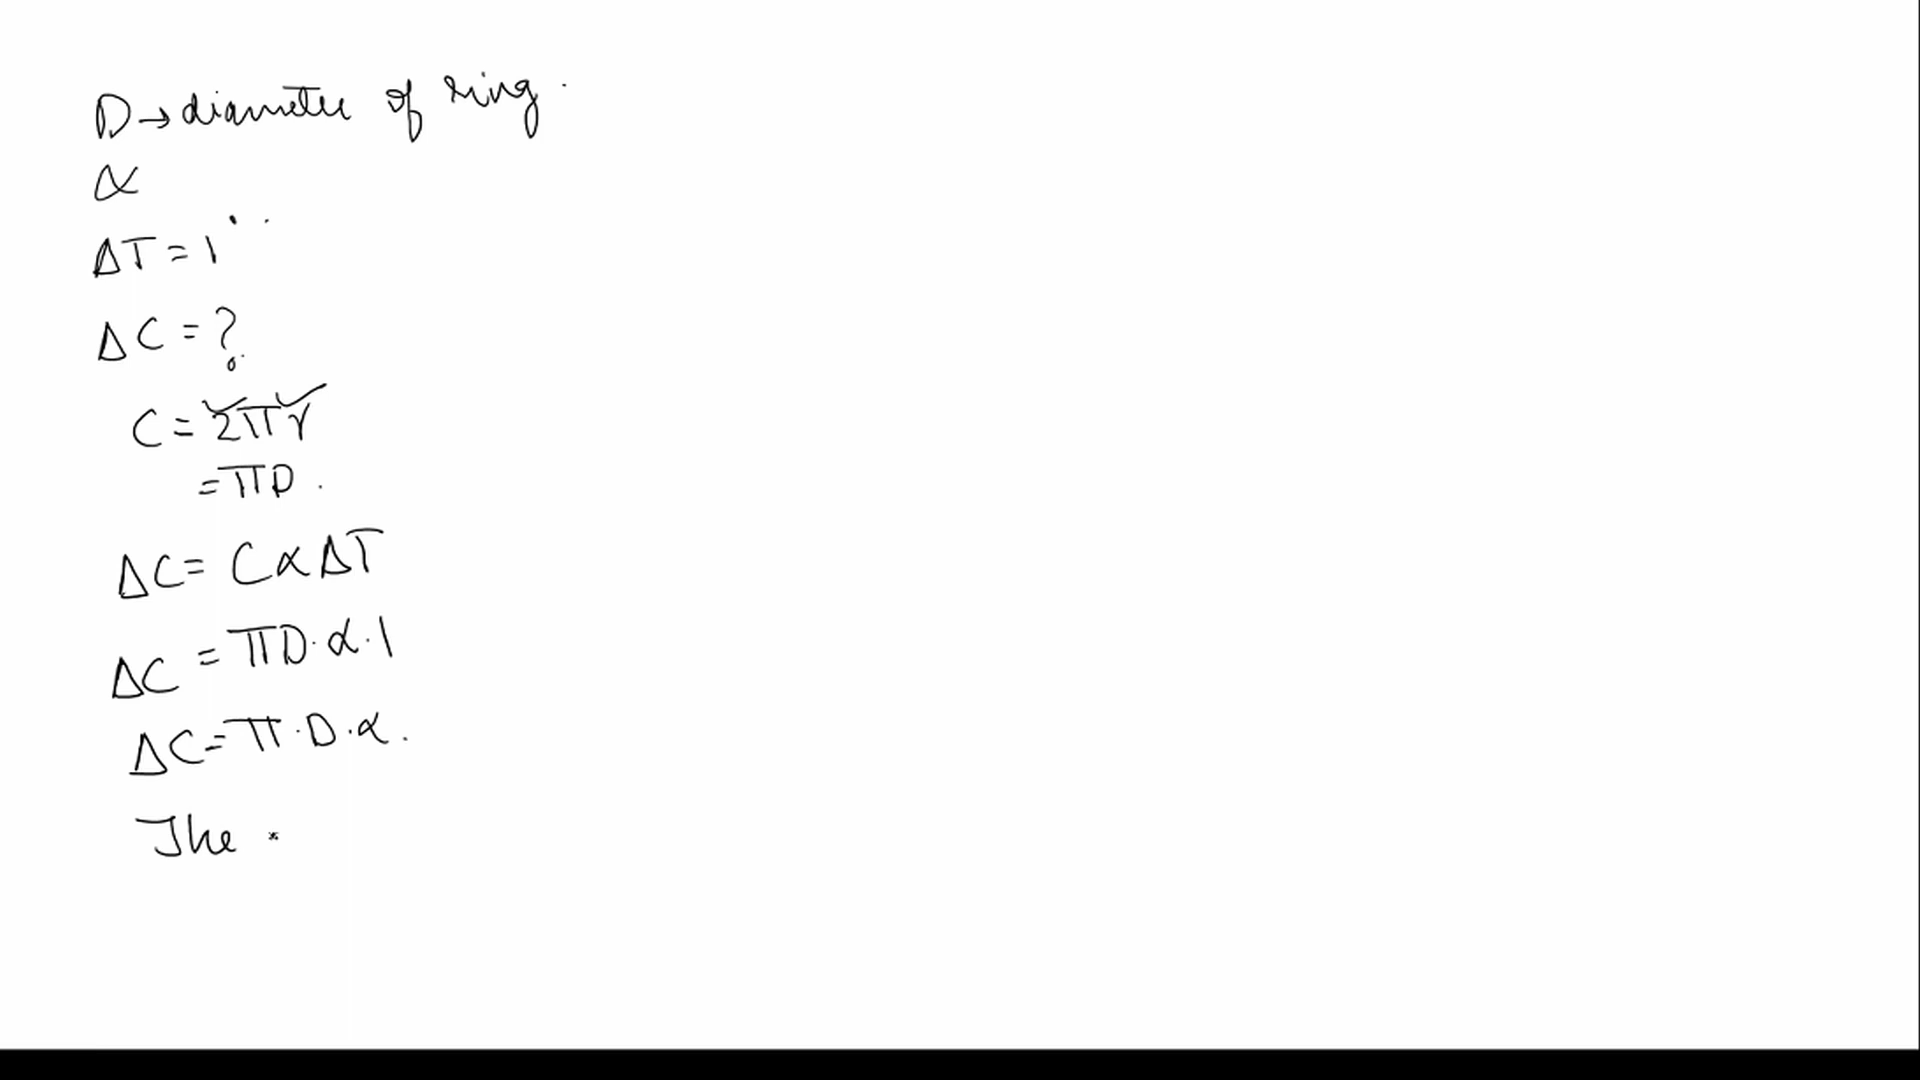 D→diameter of ring.
α
ΔT=1
ΔC=?
C=2πr
=πD.
ΔC=CαΔT
ΔC=πD·α·1
ΔC=π·D·α.
The